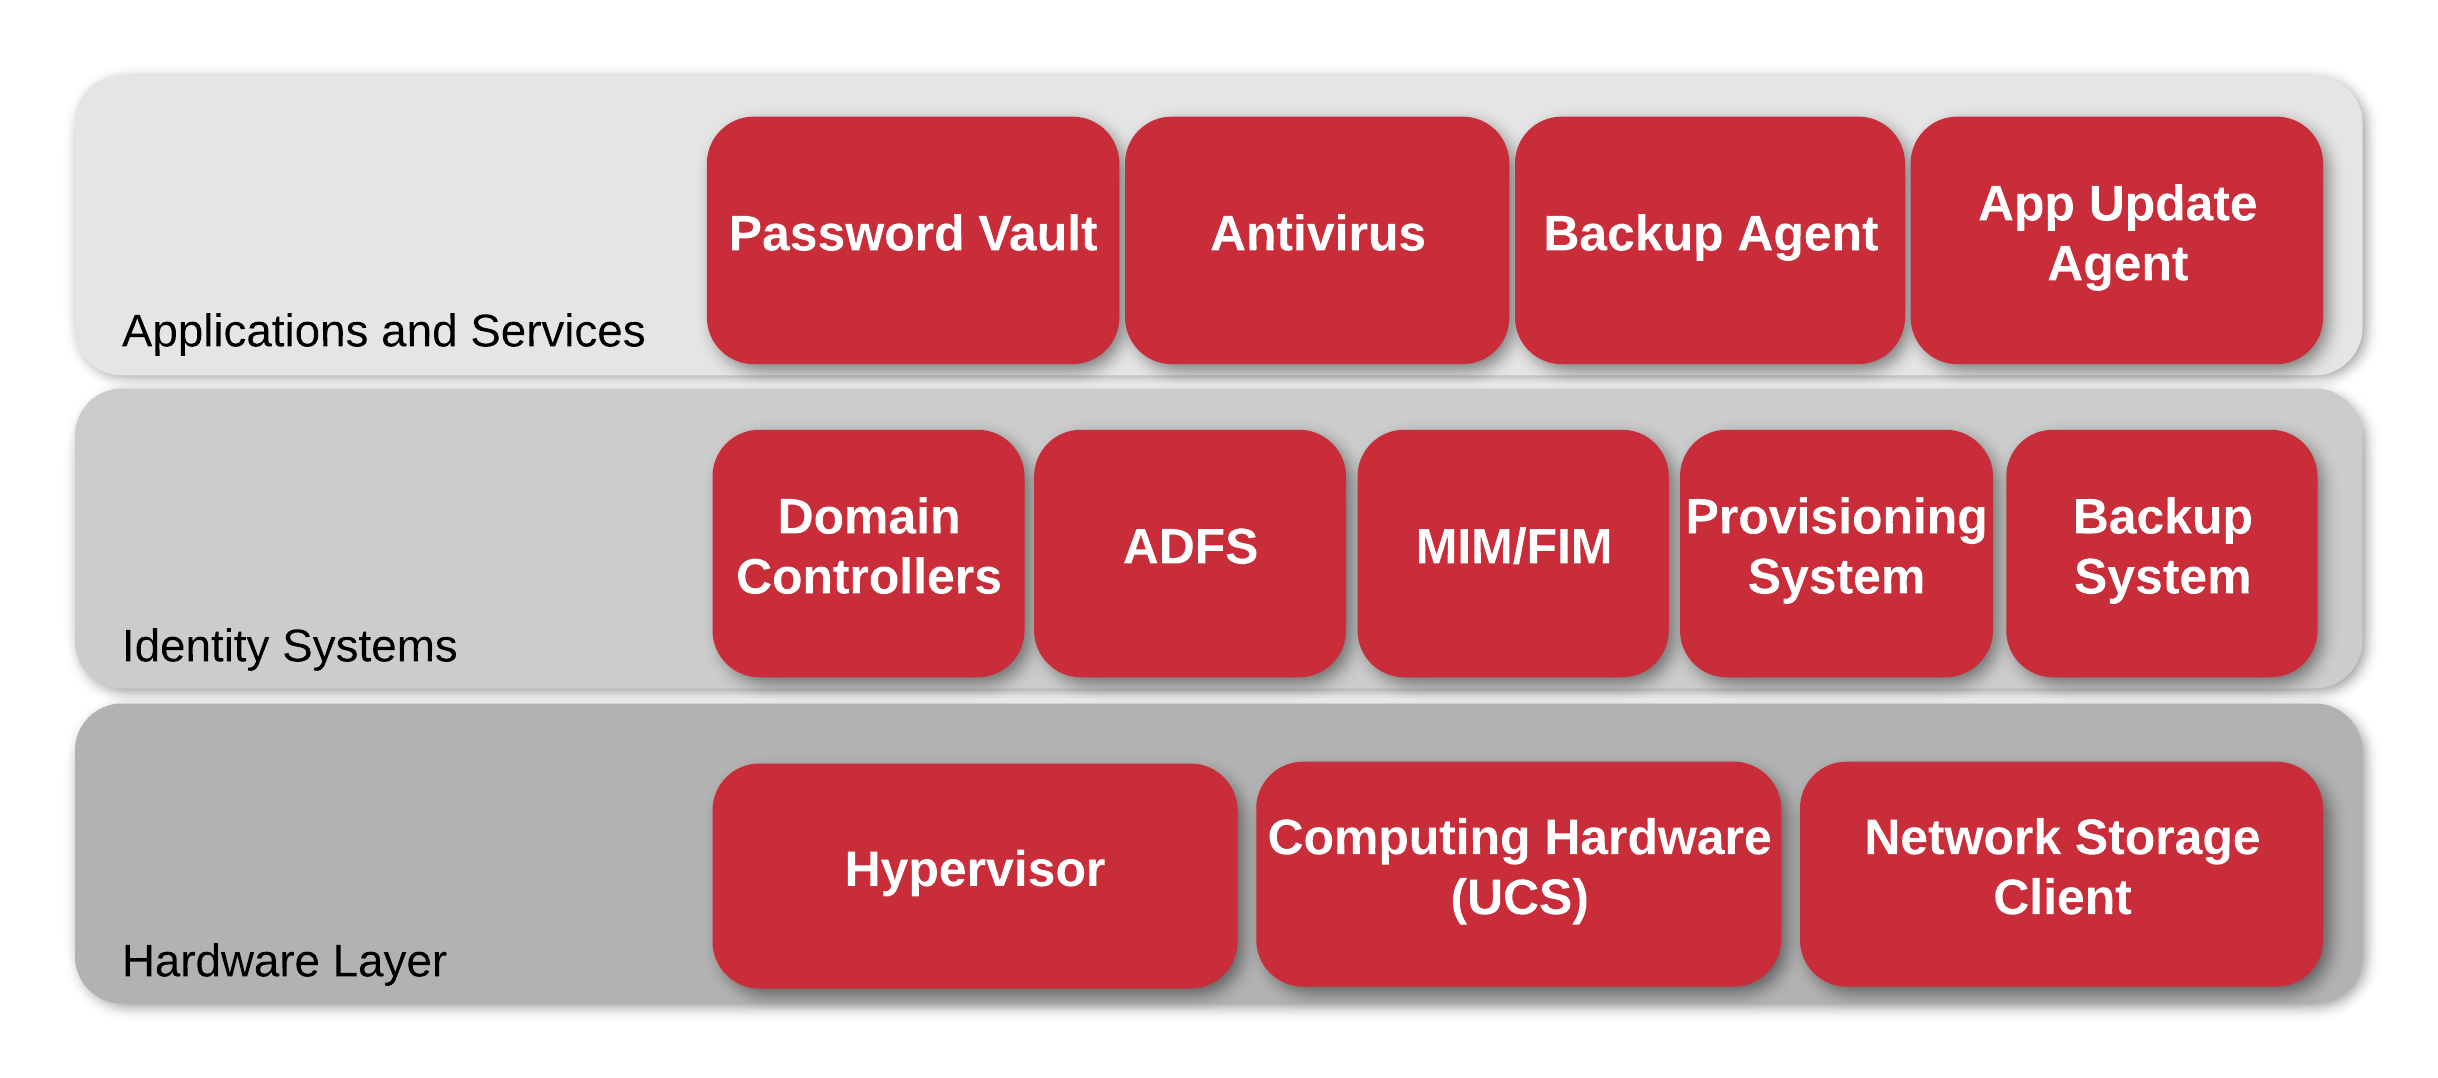 Password Vault
Antivirus
Backup Agent
App Update
Agent
Applications and Services
Domain
Controllers
ADFS
MIM/FIM
Provisioning
System
Backup
System
Identity Systems
Hypervisor
Computing Hardware
(UCS)
Network Storage
Client
Hardware Layer